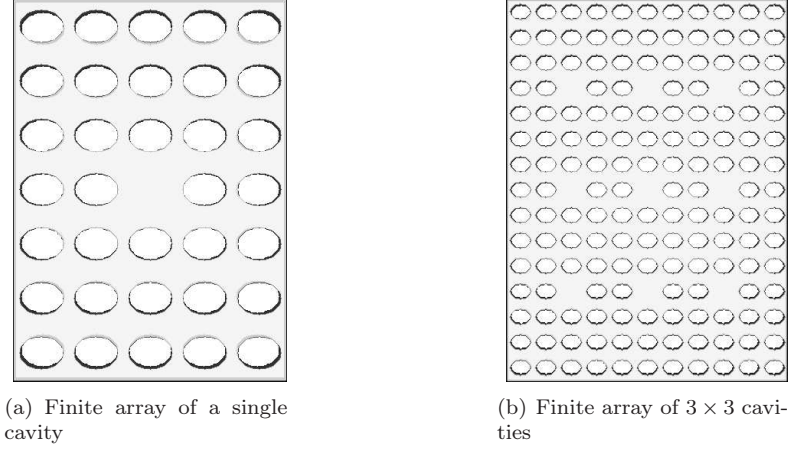 (a) Finite array of a single
cavity
(b) Finite array of 3 × 3 cavi-
ties